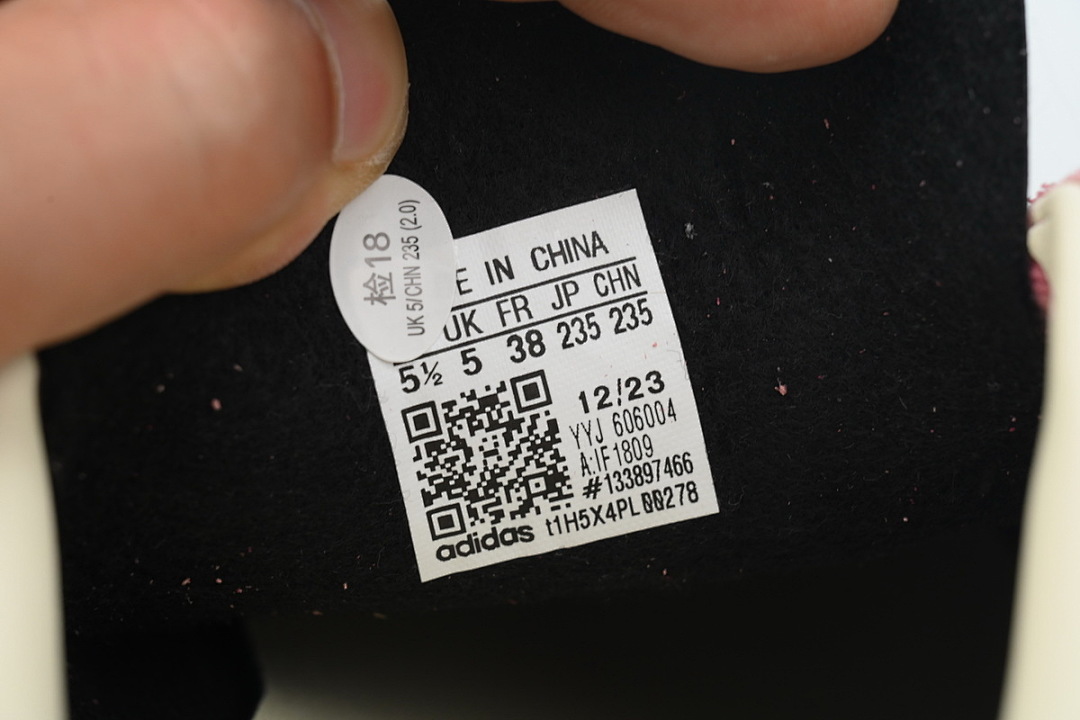 检18
UK 5/CHN 235 (2.0)
E IN CHINA
UK FR JP CHN
5½ 5 38 235 235
12/23
YYJ 606004
A:IF1809
#133897466
t1H5X4PL 00278
adidas